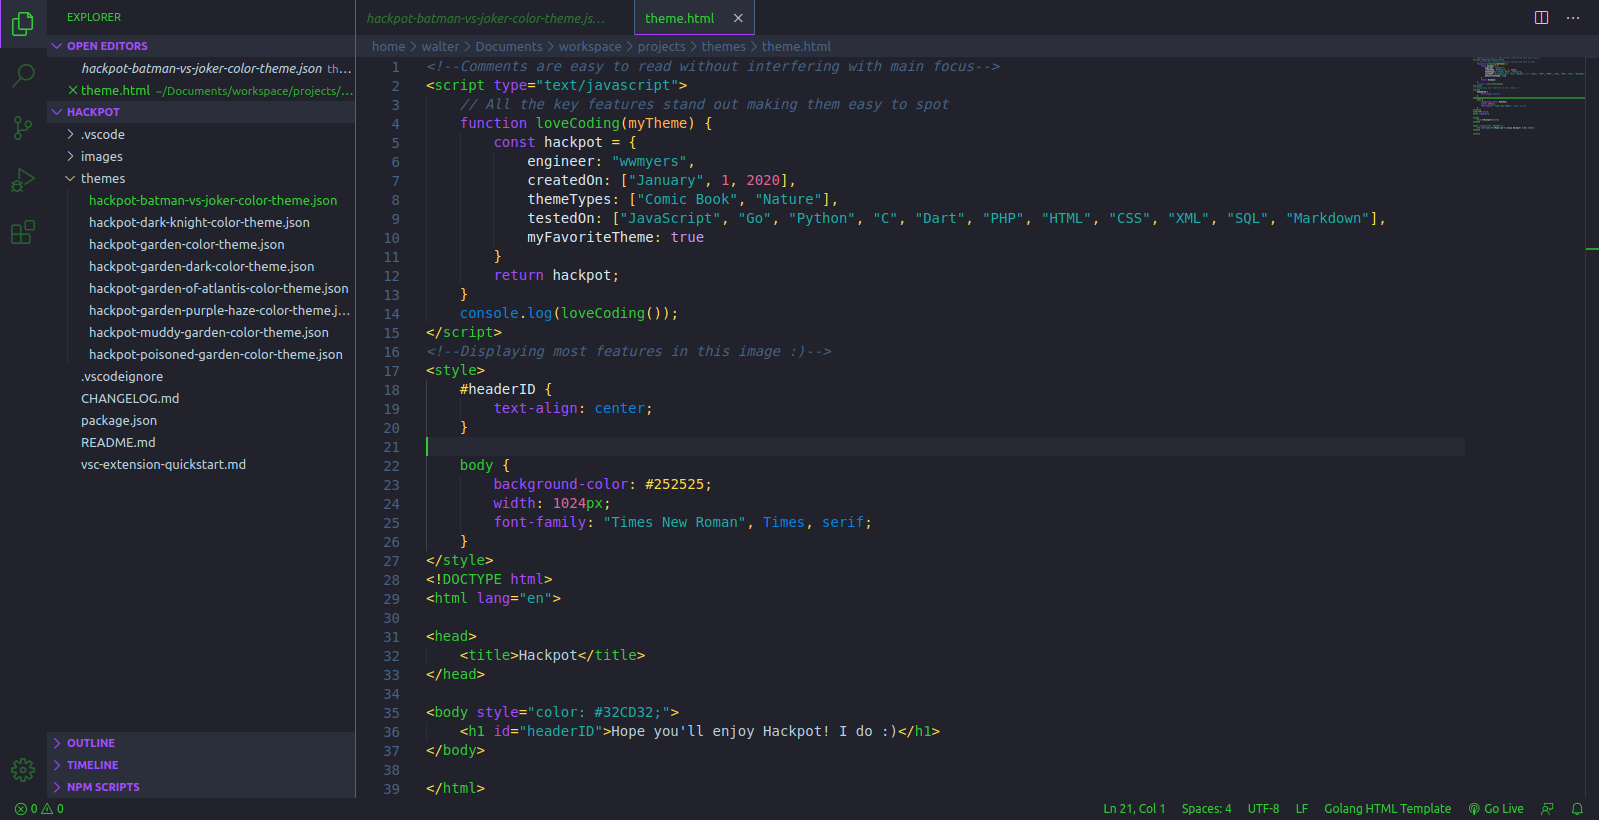 EXPLORER
OPEN EDITORS
hackpot-batman-vs-joker-color-theme.json th...
theme.html ~/Documents/workspace/projects/...
HACKPOT
.vscode
images
themes
hackpot-batman-vs-joker-color-theme.json
hackpot-dark-knight-color-theme.json
hackpot-garden-color-theme.json
hackpot-garden-dark-color-theme.json
hackpot-garden-of-atlantis-color-theme.json
hackpot-garden-purple-haze-color-theme.j...
hackpot-muddy-garden-color-theme.json
hackpot-poisoned-garden-color-theme.json
.vscodeignore
CHANGELOG.md
package.json
README.md
vsc-extension-quickstart.md
OUTLINE
TIMELINE
NPM SCRIPTS
hackpot-batman-vs-joker-color-theme.js... theme.html
home > walter > Documents > workspace > projects > themes > theme.html
1 <!--Comments are easy to read without interfering with main focus-->
2 <script type="text/javascript">
3 // All the key features stand out making them easy to spot
4 function loveCoding(myTheme) {
5 const hackpot = {
6 engineer: "wwmyers",
7 createdOn: ["January", 1, 2020],
8 themeTypes: ["Comic Book", "Nature"],
9 testedOn: ["JavaScript", "Go", "Python", "C", "Dart", "PHP", "HTML", "CSS", "XML", "SQL", "Markdown"],
10 myFavoriteTheme: true
11 }
12 return hackpot;
13 }
14 console.log(loveCoding());
15 </script>
16 <!--Displaying most features in this image :)-->
17 <style>
18 #headerID {
19 text-align: center;
20 }
21
22 body {
23 background-color: #252525;
24 width: 1024px;
25 font-family: "Times New Roman", Times, serif;
26 }
27 </style>
28 <!DOCTYPE html>
29 <html lang="en">
30
31 <head>
32 <title>Hackpot</title>
33 </head>
34
35 <body style="color: #32CD32;">
36 <h1 id="headerID">Hope you'll enjoy Hackpot! I do :)</h1>
37 </body>
38
39 </html>
0 0 Ln 21, Col 1 Spaces: 4 UTF-8 LF Golang HTML Template Go Live